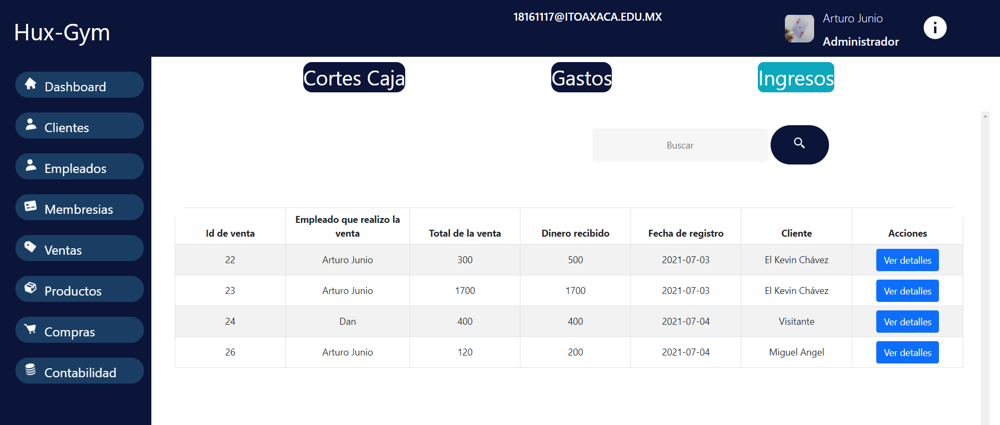 18161117@ITOAXACA.EDU.MX
Arturo Junio
Administrador
Hux-Gym
Dashboard
Clientes
Empleados
Membresias
Ventas
Productos
Compras
Contabilidad
Cortes Caja Gastos Ingresos
Buscar
Id de venta Empleado que realizo la venta Total de la venta Dinero recibido Fecha de registro Cliente Acciones
22 Arturo Junio 300 500 2021-07-03 El Kevin Chávez Ver detalles
23 Arturo Junio 1700 1700 2021-07-03 El Kevin Chávez Ver detalles
24 Dan 400 400 2021-07-04 Visitante Ver detalles
26 Arturo Junio 120 200 2021-07-04 Miguel Angel Ver detalles